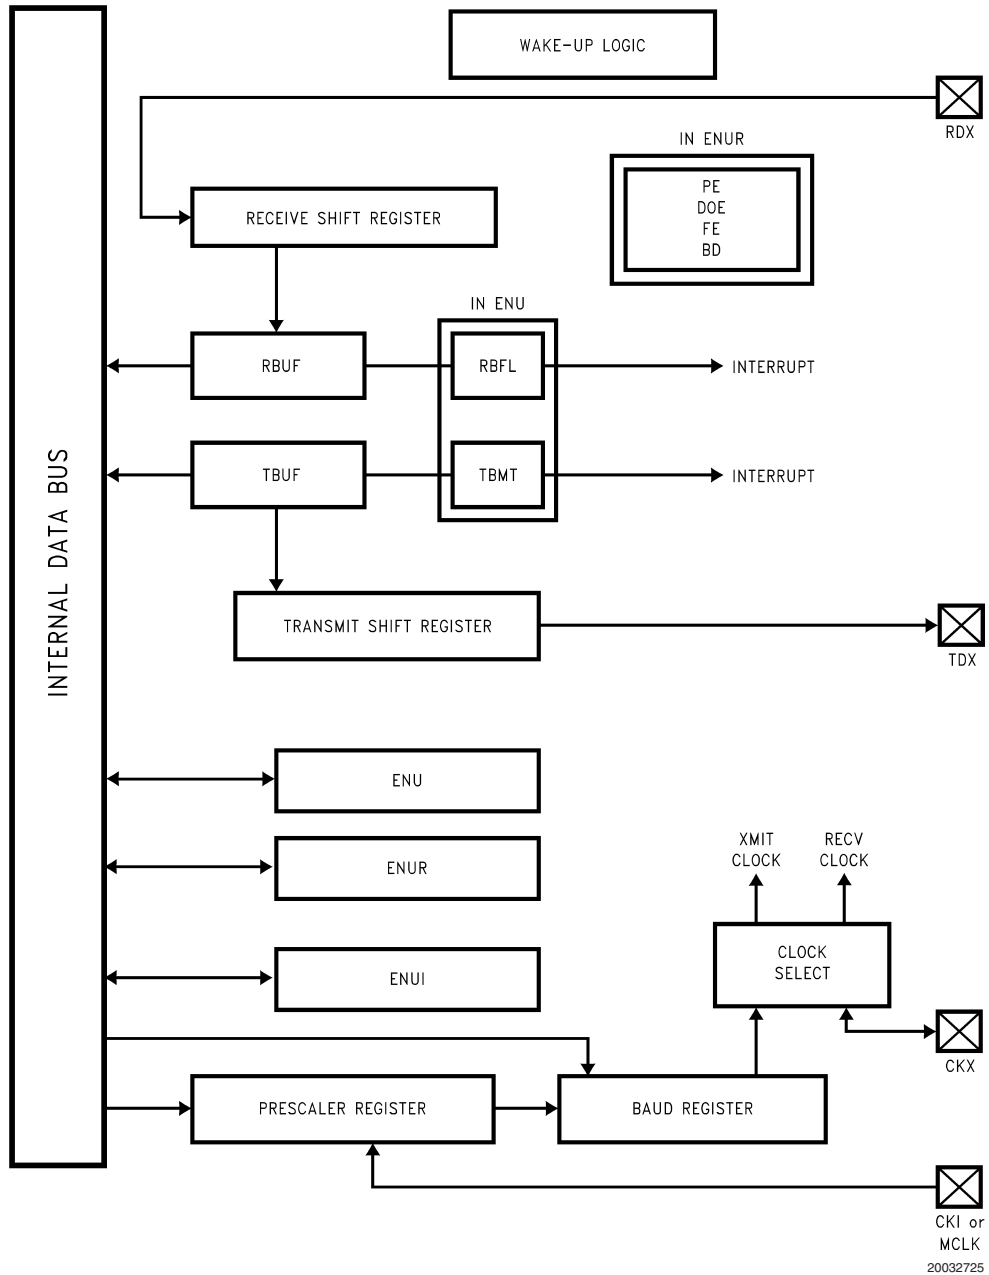 WAKE-UP LOGIC
RDX
IN ENUR
PE
DOE
FE
BD
RECEIVE SHIFT REGISTER
IN ENU
RBUF
RBFL
INTERRUPT
TBUF
TBMT
INTERRUPT
INTERNAL DATA BUS
TRANSMIT SHIFT REGISTER
TDX
ENU
ENUR
XMIT
CLOCK
RECV
CLOCK
CLOCK
SELECT
ENUI
CKX
PRESCALER REGISTER
BAUD REGISTER
CKI or
MCLK
20032725